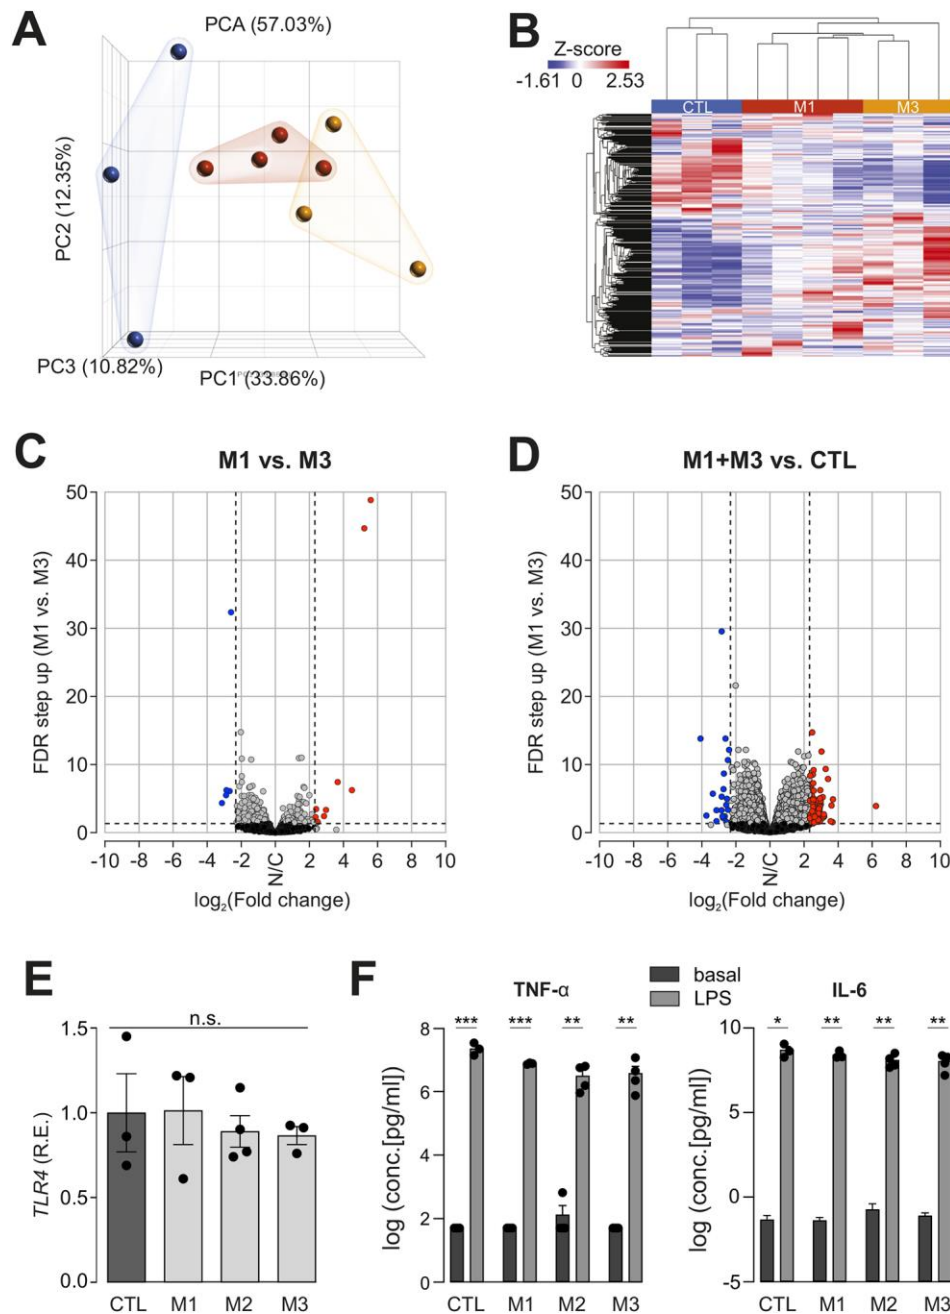 A
PCA (57.03%)
PC2 (12.35%)
PC3 (10.82%)
PC1 (33.86%)
B
Z-score
-1.61 0 2.53
CTL M1 M3
C
M1 vs. M3
FDR step up (M1 vs. M3)
50
40
30
20
10
0
-10 -8 -6 -4 -2 N/C 2 4 6 8 10
log2(Fold change)
D
M1+M3 vs. CTL
FDR step up (M1 vs. M3)
50
40
30
20
10
0
-10 -8 -6 -4 -2 N/C 2 4 6 8 10
log2(Fold change)
E
n.s.
TLR4 (R.E.)
1.5
1.0
0.5
0.0
CTL M1 M2 M3
F
basal
LPS
TNF-α
*** *** ** **
log (conc.[pg/ml])
8
6
4
2
0
CTL M1 M2 M3
IL-6
* ** ** **
log (conc.[pg/ml])
10
5
0
-5
CTL M1 M2 M3